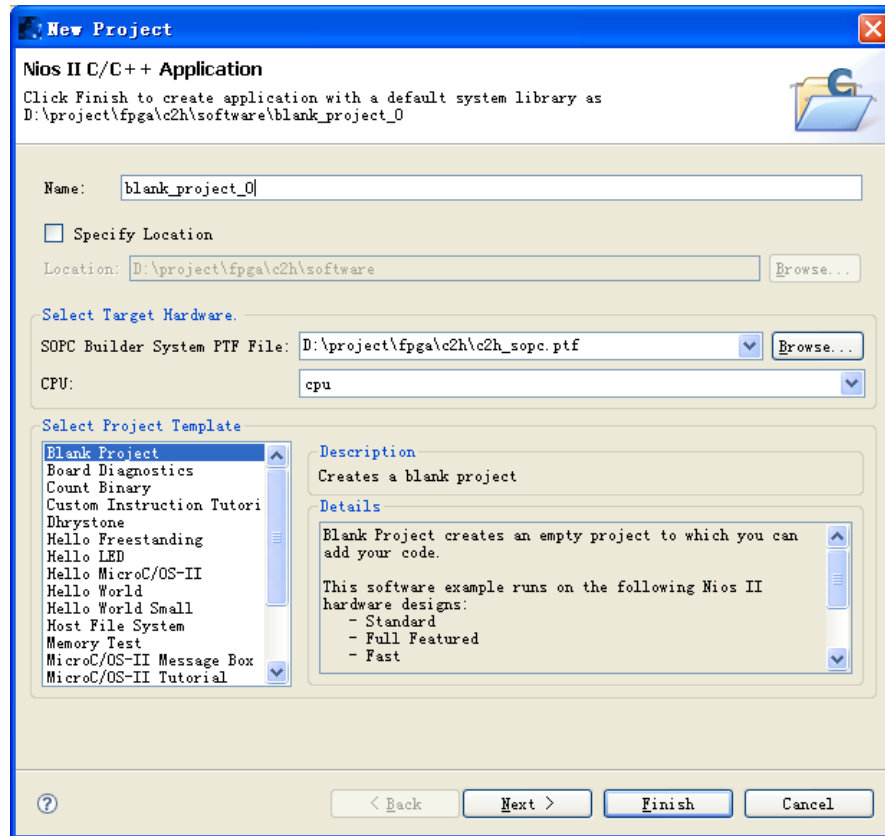 New Project
Nios II C/C++ Application
Click Finish to create application with a default system library as
D:\project\fpga\c2h\software\blank_project_0
Name: blank_project_0
Specify Location
Location: D:\project\fpga\c2h\software Browse...
Select Target Hardware.
SOPC Builder System PTF File: D:\project\fpga\c2h\c2h_sopc.ptf Browse...
CPU: cpu
Select Project Template
Blank Project
Board Diagnostics
Count Binary
Custom Instruction Tutori
Dhrystone
Hello Freestanding
Hello LED
Hello MicroC/OS-II
Hello World
Hello World Small
Host File System
Memory Test
MicroC/OS-II Message Box
MicroC/OS-II Tutorial
Description
Creates a blank project
Details
Blank Project creates an empty project to which you can
add your code.
This software example runs on the following Nios II
hardware designs:
- Standard
- Full Featured
- Fast
? < Back Next > Finish Cancel